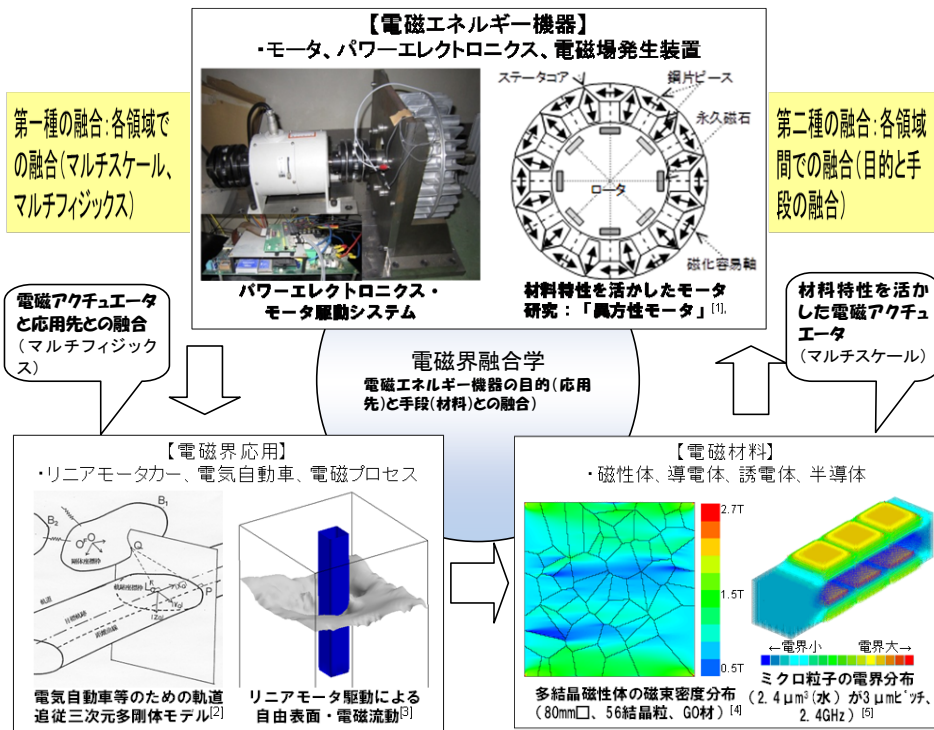 【電磁エネルギー機器】
・モータ、パワーエレクトロニクス、電磁場発生装置
ステータコア
鋼片ピース
永久磁石
ロータ
磁化容易軸
パワーエレクトロニクス・
モータ駆動システム
材料特性を活かしたモータ
研究：「異方性モータ」[1],
第一種の融合：各領域で
の融合(マルチスケール、
マルチフィジックス)
第二種の融合：各領域
間での融合(目的と手
段の融合)
電磁アクチュエータ
と応用先との融合
(マルチフィジック
ス)
材料特性を活か
した電磁アクチュ
エータ
(マルチスケール)
電磁界融合学
電磁エネルギー機器の目的(応用
先)と手段(材料)との融合)
【電磁界応用】
・リニアモータカー、電気自動車、電磁プロセス
B1
B2
剛体座標枠
軌道座標枠
Q
P
軌道
電気自動車等のための軌道
追従三次元多剛体モデル[2]
リニアモータ駆動による
自由表面・電磁流動[3]
【電磁材料】
・磁性体、導電体、誘電体、半導体
2.7T
1.5T
0.5T
多結晶磁性体の磁束密度分布
(80mm□、56結晶粒、GO材)[4]
←電界小 電界大→
ミクロ粒子の電界分布
(2.4μm³(水)が3μmピッチ、
2.4GHz)[5]